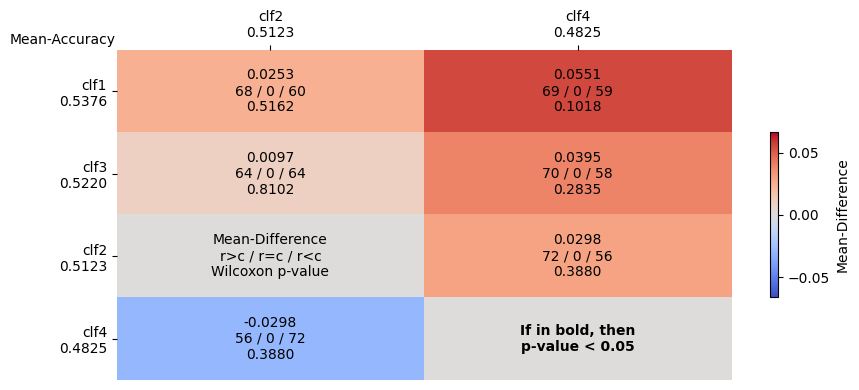 clf2
0.5123
clf4
0.4825
Mean-Accuracy
clf1
0.5376
0.0253
68 / 0 / 60
0.5162
0.0551
69 / 0 / 59
0.1018
clf3
0.5220
0.0097
64 / 0 / 64
0.8102
0.0395
70 / 0 / 58
0.2835
clf2
0.5123
Mean-Difference
r>c / r=c / r<c
Wilcoxon p-value
0.0298
72 / 0 / 56
0.3880
clf4
0.4825
-0.0298
56 / 0 / 72
0.3880
If in bold, then
p-value < 0.05
0.05
0.00
−0.05
Mean-Difference